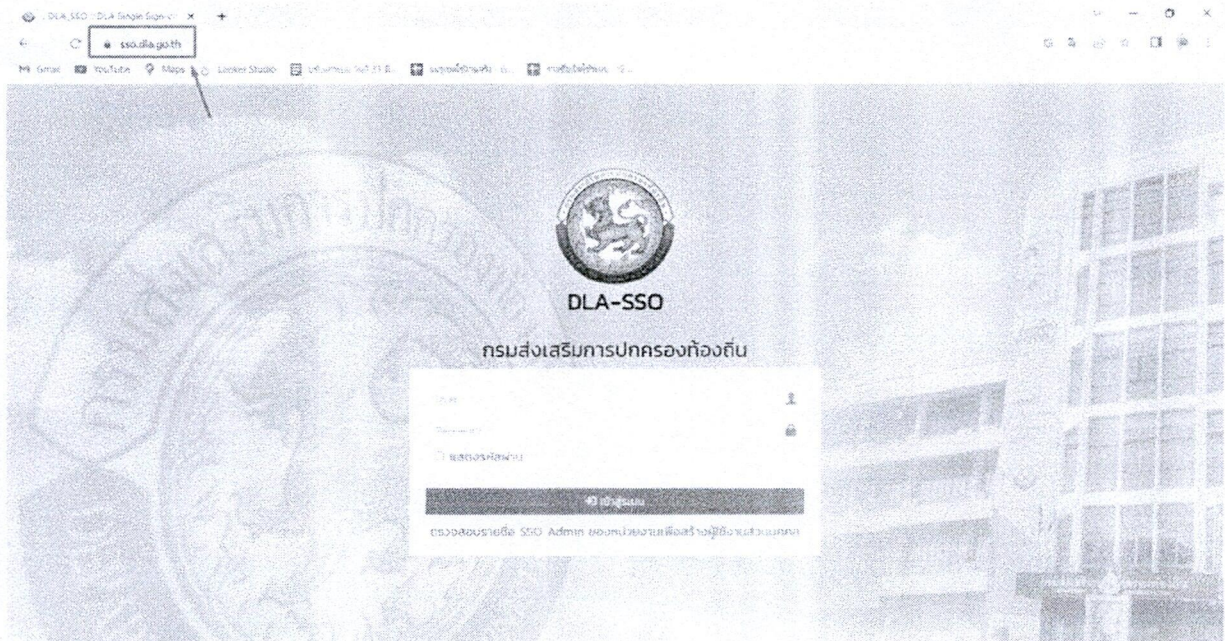 DLA_SSO : DLA Single Sign-o
sso.dla.go.th
Gmail YouTube Maps Looker Studio
DLA-SSO
กรมส่งเสริมการปกครองท้องถิ่น
User
Password
แสดงรหัสผ่าน
เข้าสู่ระบบ
ตรวจสอบรายชื่อ SSO Admin ของหน่วยงานเพื่อสร้างผู้ใช้งานส่วนบุคคล